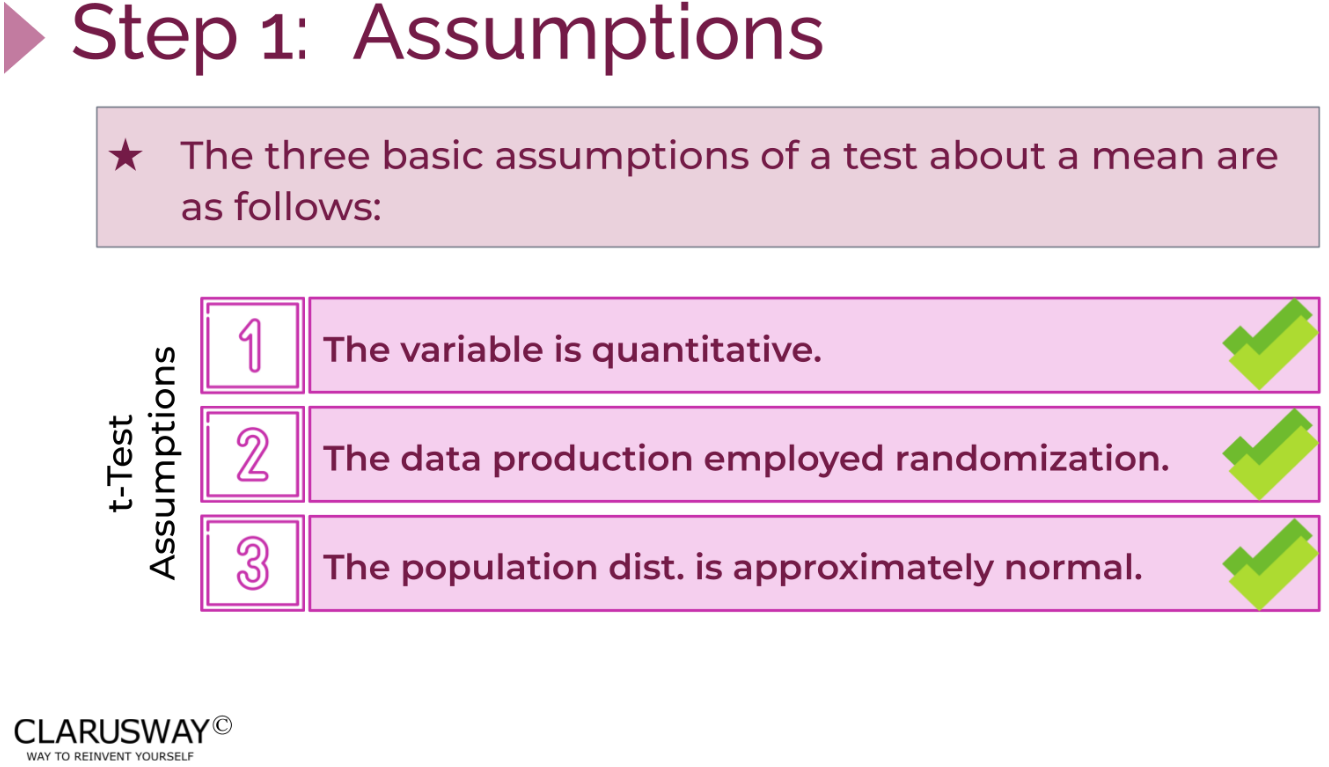 Step 1: Assumptions
★ The three basic assumptions of a test about a mean are
as follows:
t-Test
Assumptions
1
The variable is quantitative.
2
The data production employed randomization.
3
The population dist. is approximately normal.
CLARUSWAY©
WAY TO REINVENT YOURSELF